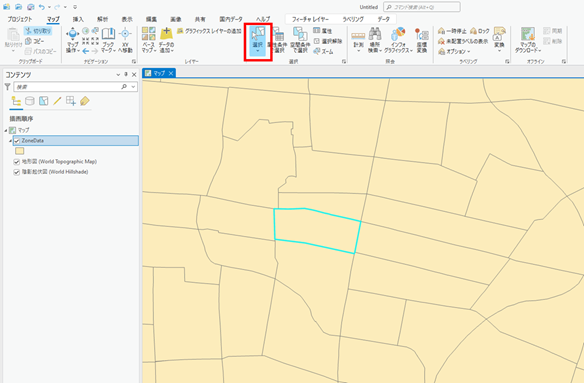 Untitled
コマンド検索 (Alt+Q)
プロジェクト マップ 挿入 解析 表示 編集 画像 共有 国内データ ヘルプ フィーチャ レイヤー ラベリング データ
貼り付け
切り取り
コピー
パスのコピー
クリップボード
マップ操作
ブックマーク
XY へ移動
ナビゲーション
ベースマップ
データの追加
グラフィックス レイヤーの追加
レイヤー
選択
属性条件で選択
空間条件で選択
属性
選択解除
ズーム
選択
計測
場所検索
インフォグラフィックス
座標変換
照会
一時停止
ロック
未配置ラベルの表示
オプション
変換
ラベリング
マップのダウンロード
同期
削除
オフライン
コンテンツ
検索
描画順序
マップ
ZoneData
地形図 (World Topographic Map)
陰影起伏図 (World Hillshade)
マップ